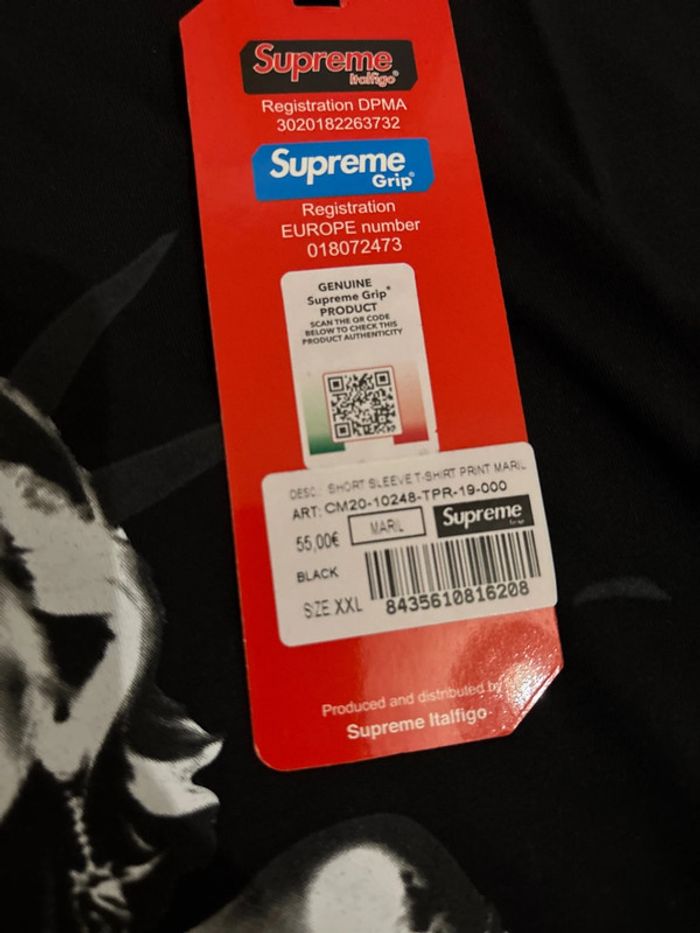 Supreme
Italfigo®
Registration DPMA
3020182263732
Supreme
Grip®
Registration
EUROPE number
018072473
GENUINE
Supreme Grip®
PRODUCT
SCAN THE QR CODE
BELOW TO CHECK THIS
PRODUCT AUTHENTICITY
DESC.: SHORT SLEEVE T-SHIRT PRINT MARIL
ART: CM20-10248-TPR-19-000
55,00€ MARIL Supreme
Grip
BLACK
SIZE XXL 8435610816208
Produced and distributed by
Supreme Italfigo